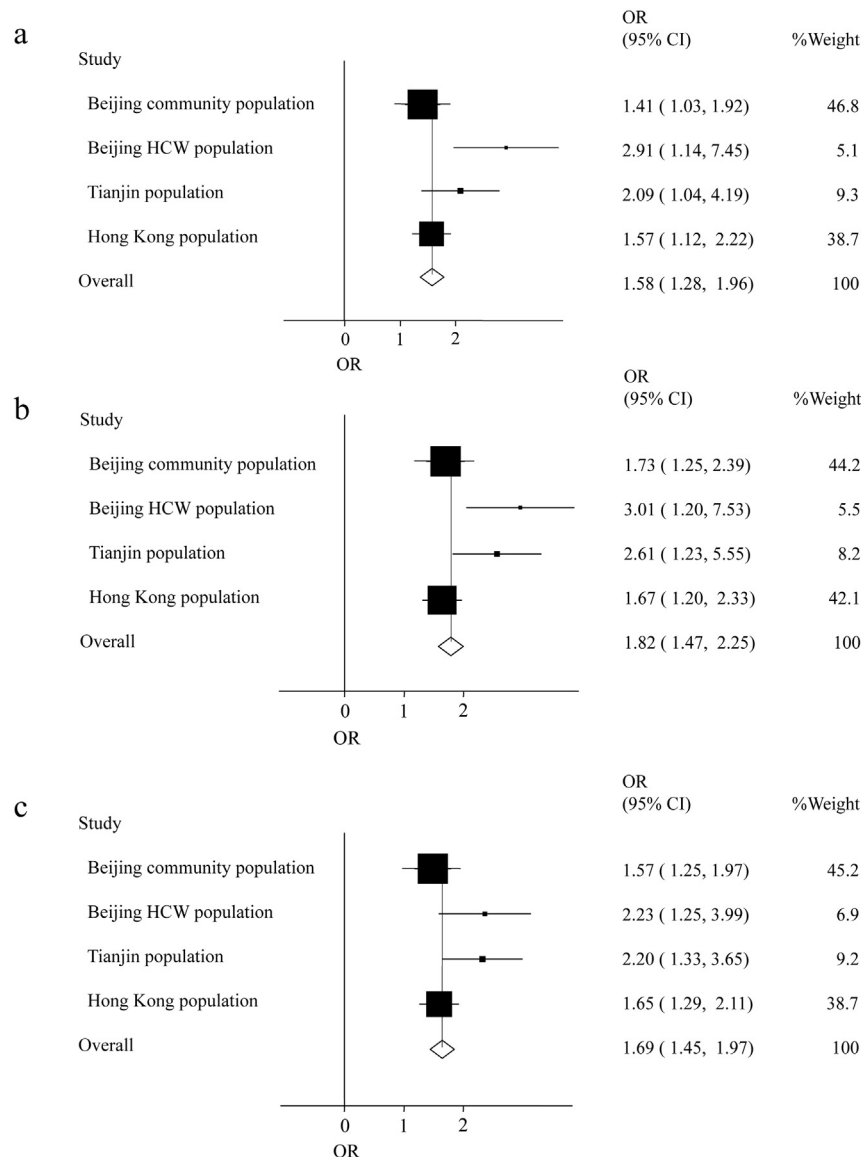 a
OR
(95% CI) %Weight
Study
Beijing community population 1.41 ( 1.03, 1.92) 46.8
Beijing HCW population 2.91 ( 1.14, 7.45) 5.1
Tianjin population 2.09 ( 1.04, 4.19) 9.3
Hong Kong population 1.57 ( 1.12, 2.22) 38.7
Overall 1.58 ( 1.28, 1.96) 100
0 1 2
OR
b
OR
(95% CI) %Weight
Study
Beijing community population 1.73 ( 1.25, 2.39) 44.2
Beijing HCW population 3.01 ( 1.20, 7.53) 5.5
Tianjin population 2.61 ( 1.23, 5.55) 8.2
Hong Kong population 1.67 ( 1.20, 2.33) 42.1
Overall 1.82 ( 1.47, 2.25) 100
0 1 2
OR
c
OR
(95% CI) %Weight
Study
Beijing community population 1.57 ( 1.25, 1.97) 45.2
Beijing HCW population 2.23 ( 1.25, 3.99) 6.9
Tianjin population 2.20 ( 1.33, 3.65) 9.2
Hong Kong population 1.65 ( 1.29, 2.11) 38.7
Overall 1.69 ( 1.45, 1.97) 100
0 1 2
OR